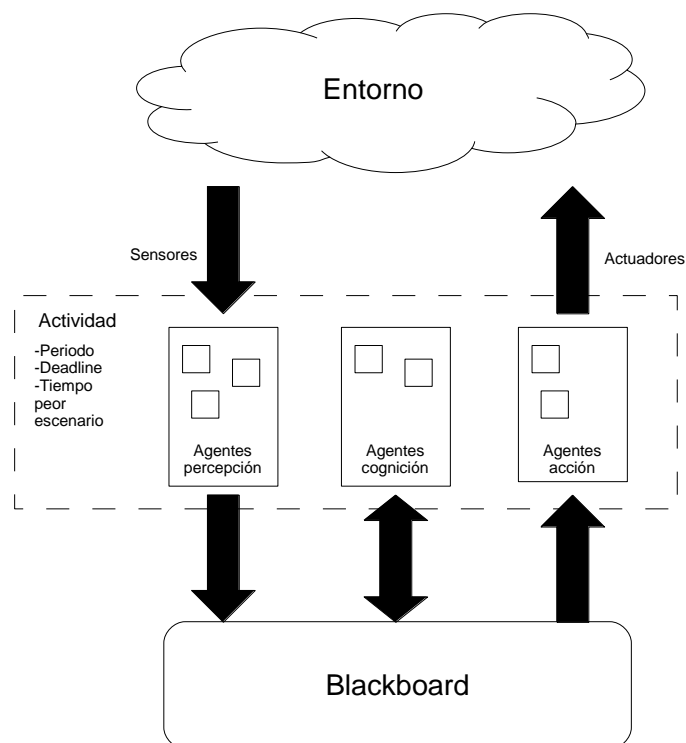 Entorno
Sensores
Actuadores
Actividad
-Periodo
-Deadline
-Tiempo
peor
escenario
Agentes
percepción
Agentes
cognición
Agentes
acción
Blackboard